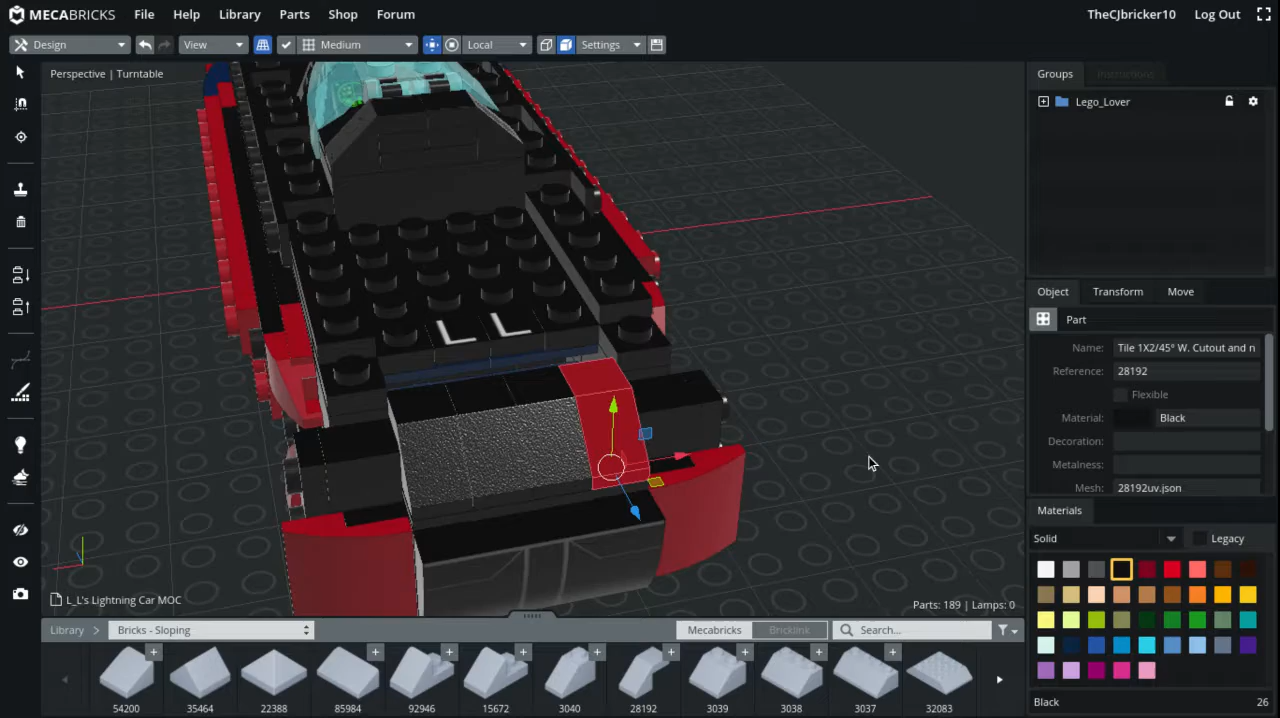 MECABRICKS
File Help Library Parts Shop Forum
TheCJbricker10 Log Out
Design View Medium Local Settings
Perspective | Turntable
L L
L_L's Lightning Car MOC
Parts: 189 | Lamps: 0
Groups Instructions
Lego_Lover
Object Transform Move
Part
Name: Tile 1X2/45° W. Cutout and n
Reference: 28192
Flexible
Material: Black
Decoration:
Metalness:
Mesh: 28192uv.json
Materials
Solid Legacy
Black 26
Library > Bricks - Sloping Mecabricks Bricklink Search...
54200 35464 22388 85984 92946 15672 3040 28192 3039 3038 3037 32083